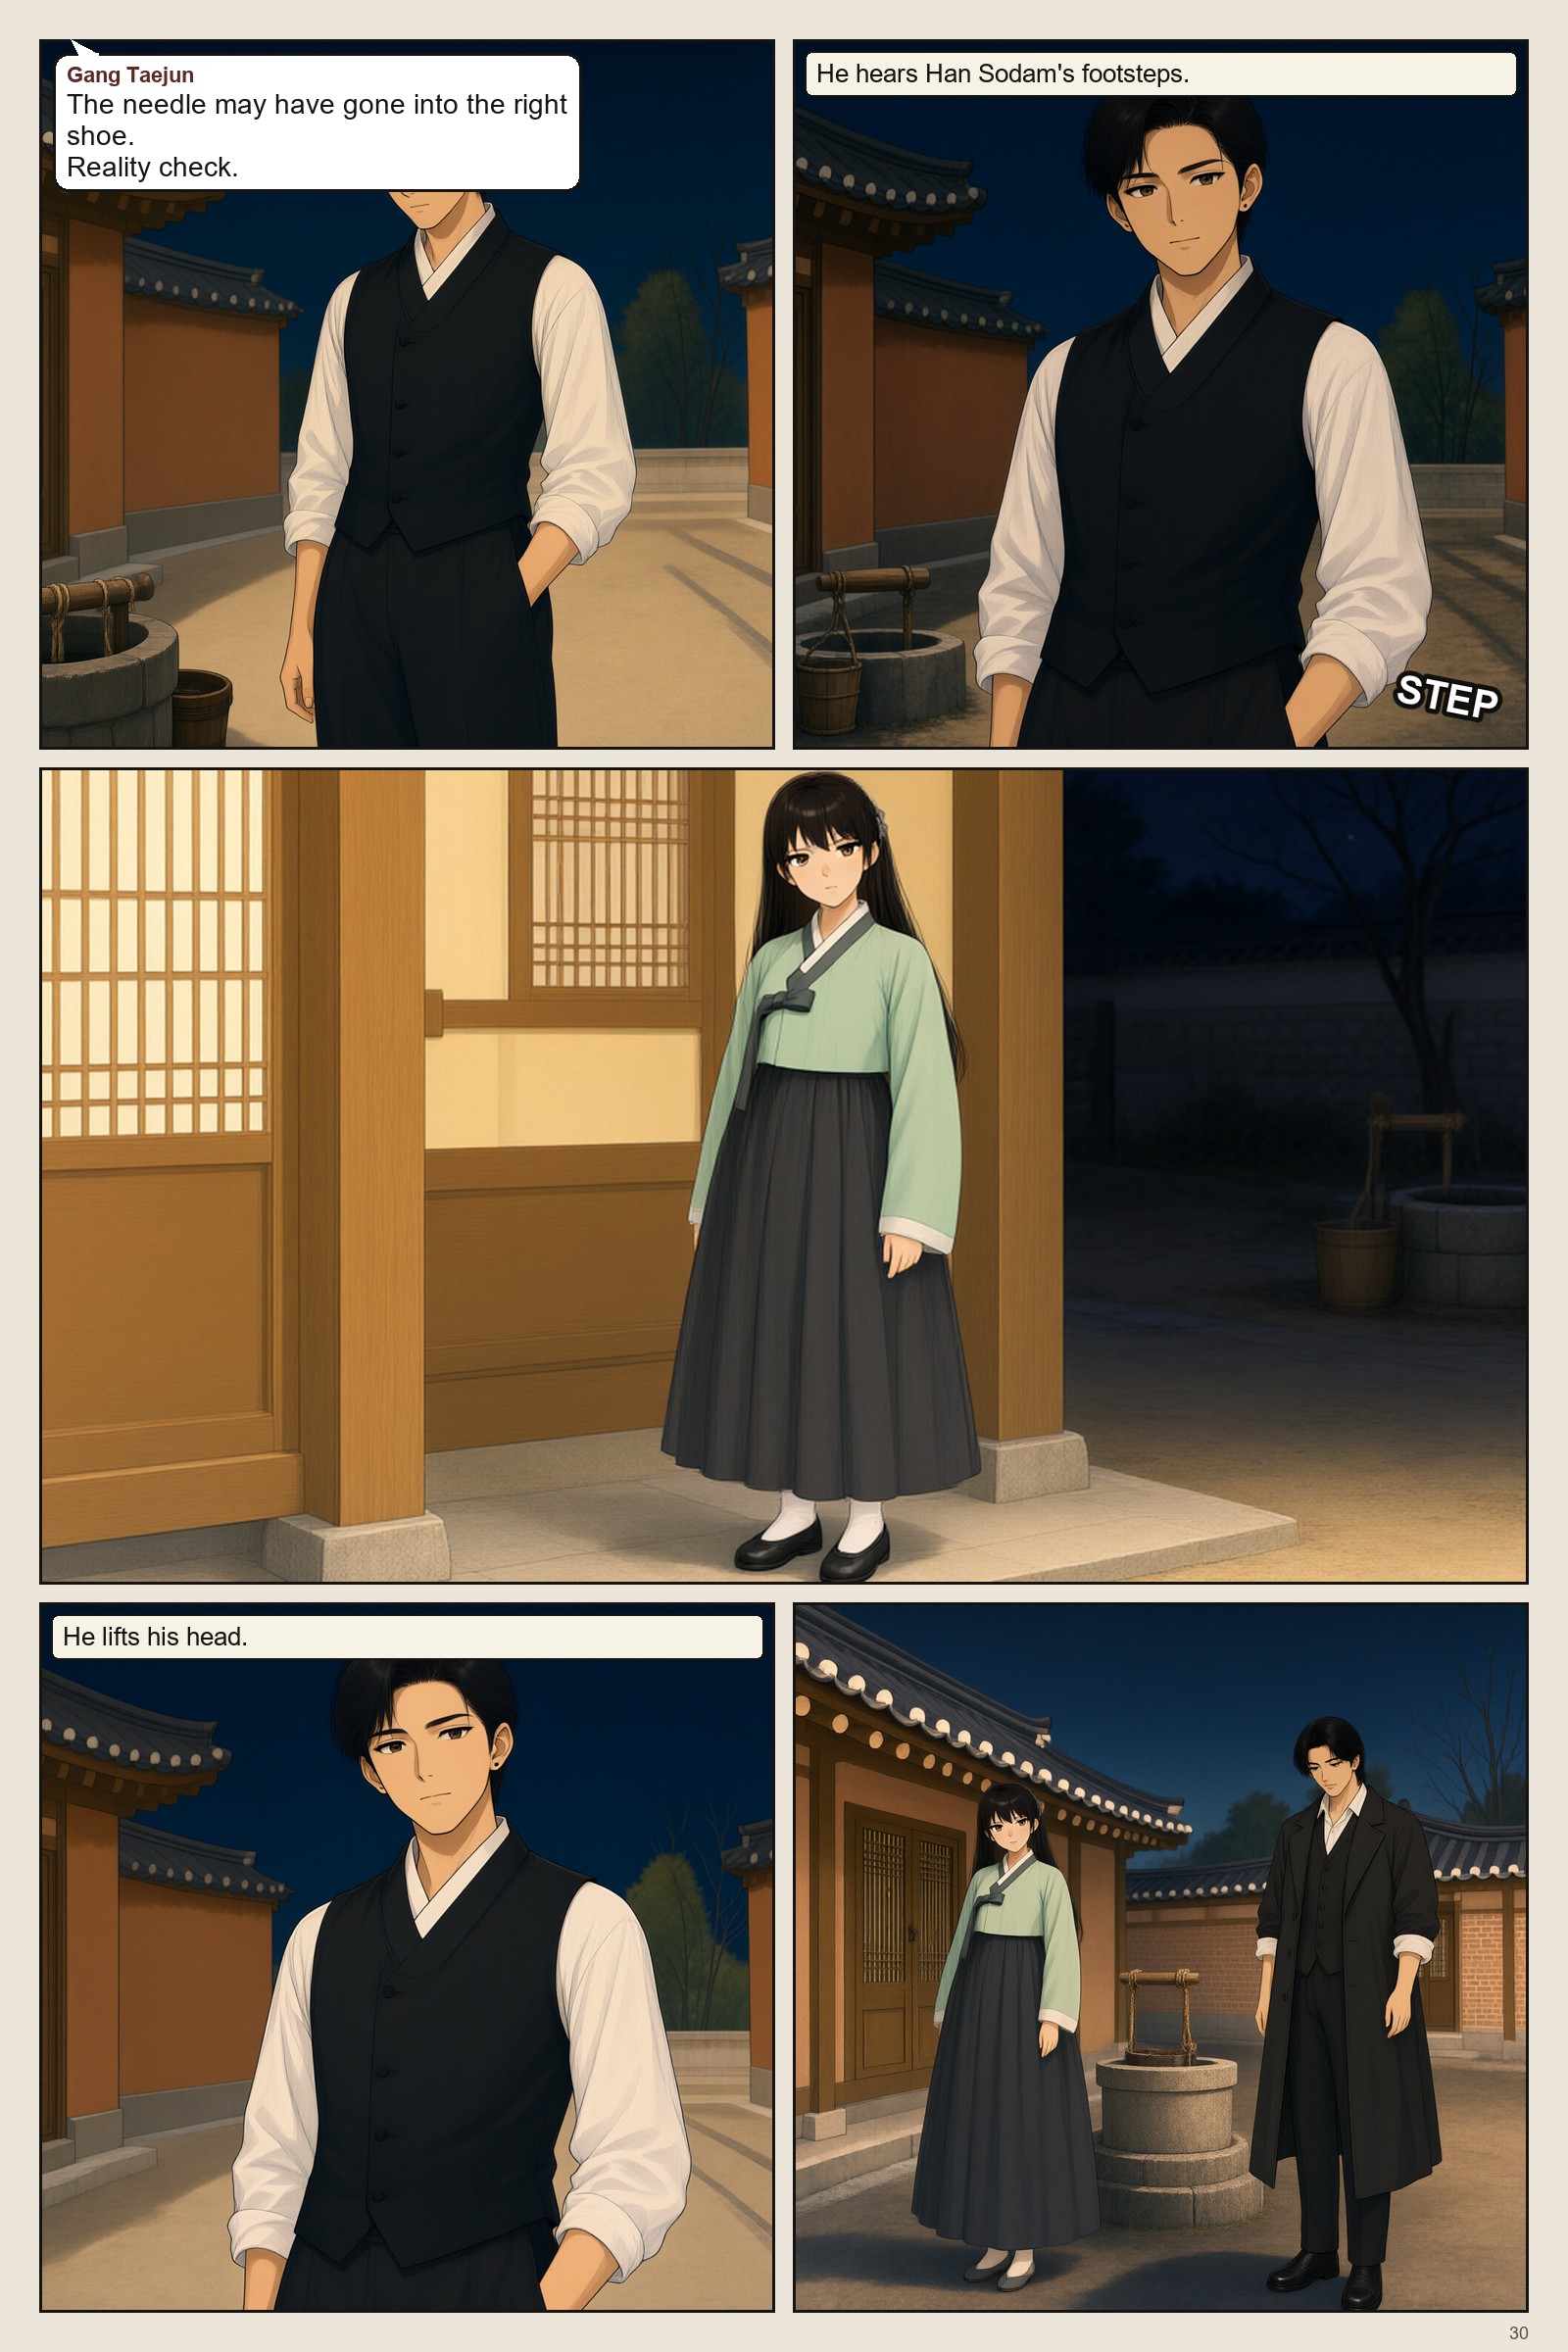 Gang Taejun
The needle may have gone into the right
shoe.
Reality check.
He hears Han Sodam's footsteps.
STEP
He lifts his head.
30